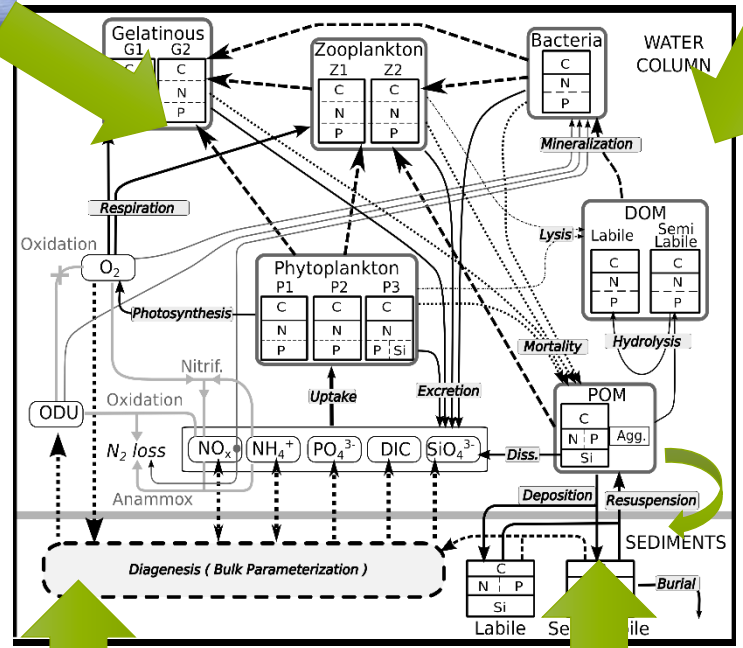 Gelatinous
G1 G2
C
N
P
Zooplankton
Z1 Z2
C C
N N
P P
Bacteria
C
N
P
WATER
COLUMN
Mineralization
Respiration
Oxidation
O2
Lysis
DOM
Labile
Semi
Labile
C C
N N
P P
Hydrolysis
Phytoplankton
P1 P2 P3
C C C
N N N
P P P Si
Photosynthesis
Mortality
Nitrif.
Uptake
Excretion
ODU
Oxidation
N2 loss
NOx
NH4+
PO43-
DIC
SiO43-
Diss.
POM
C
N P
Si
Agg.
Anammox
Deposition
Resuspension
SEDIMENTS
Diagenesis ( Bulk Parameterization )
C
N P
Si
Labile
Burial